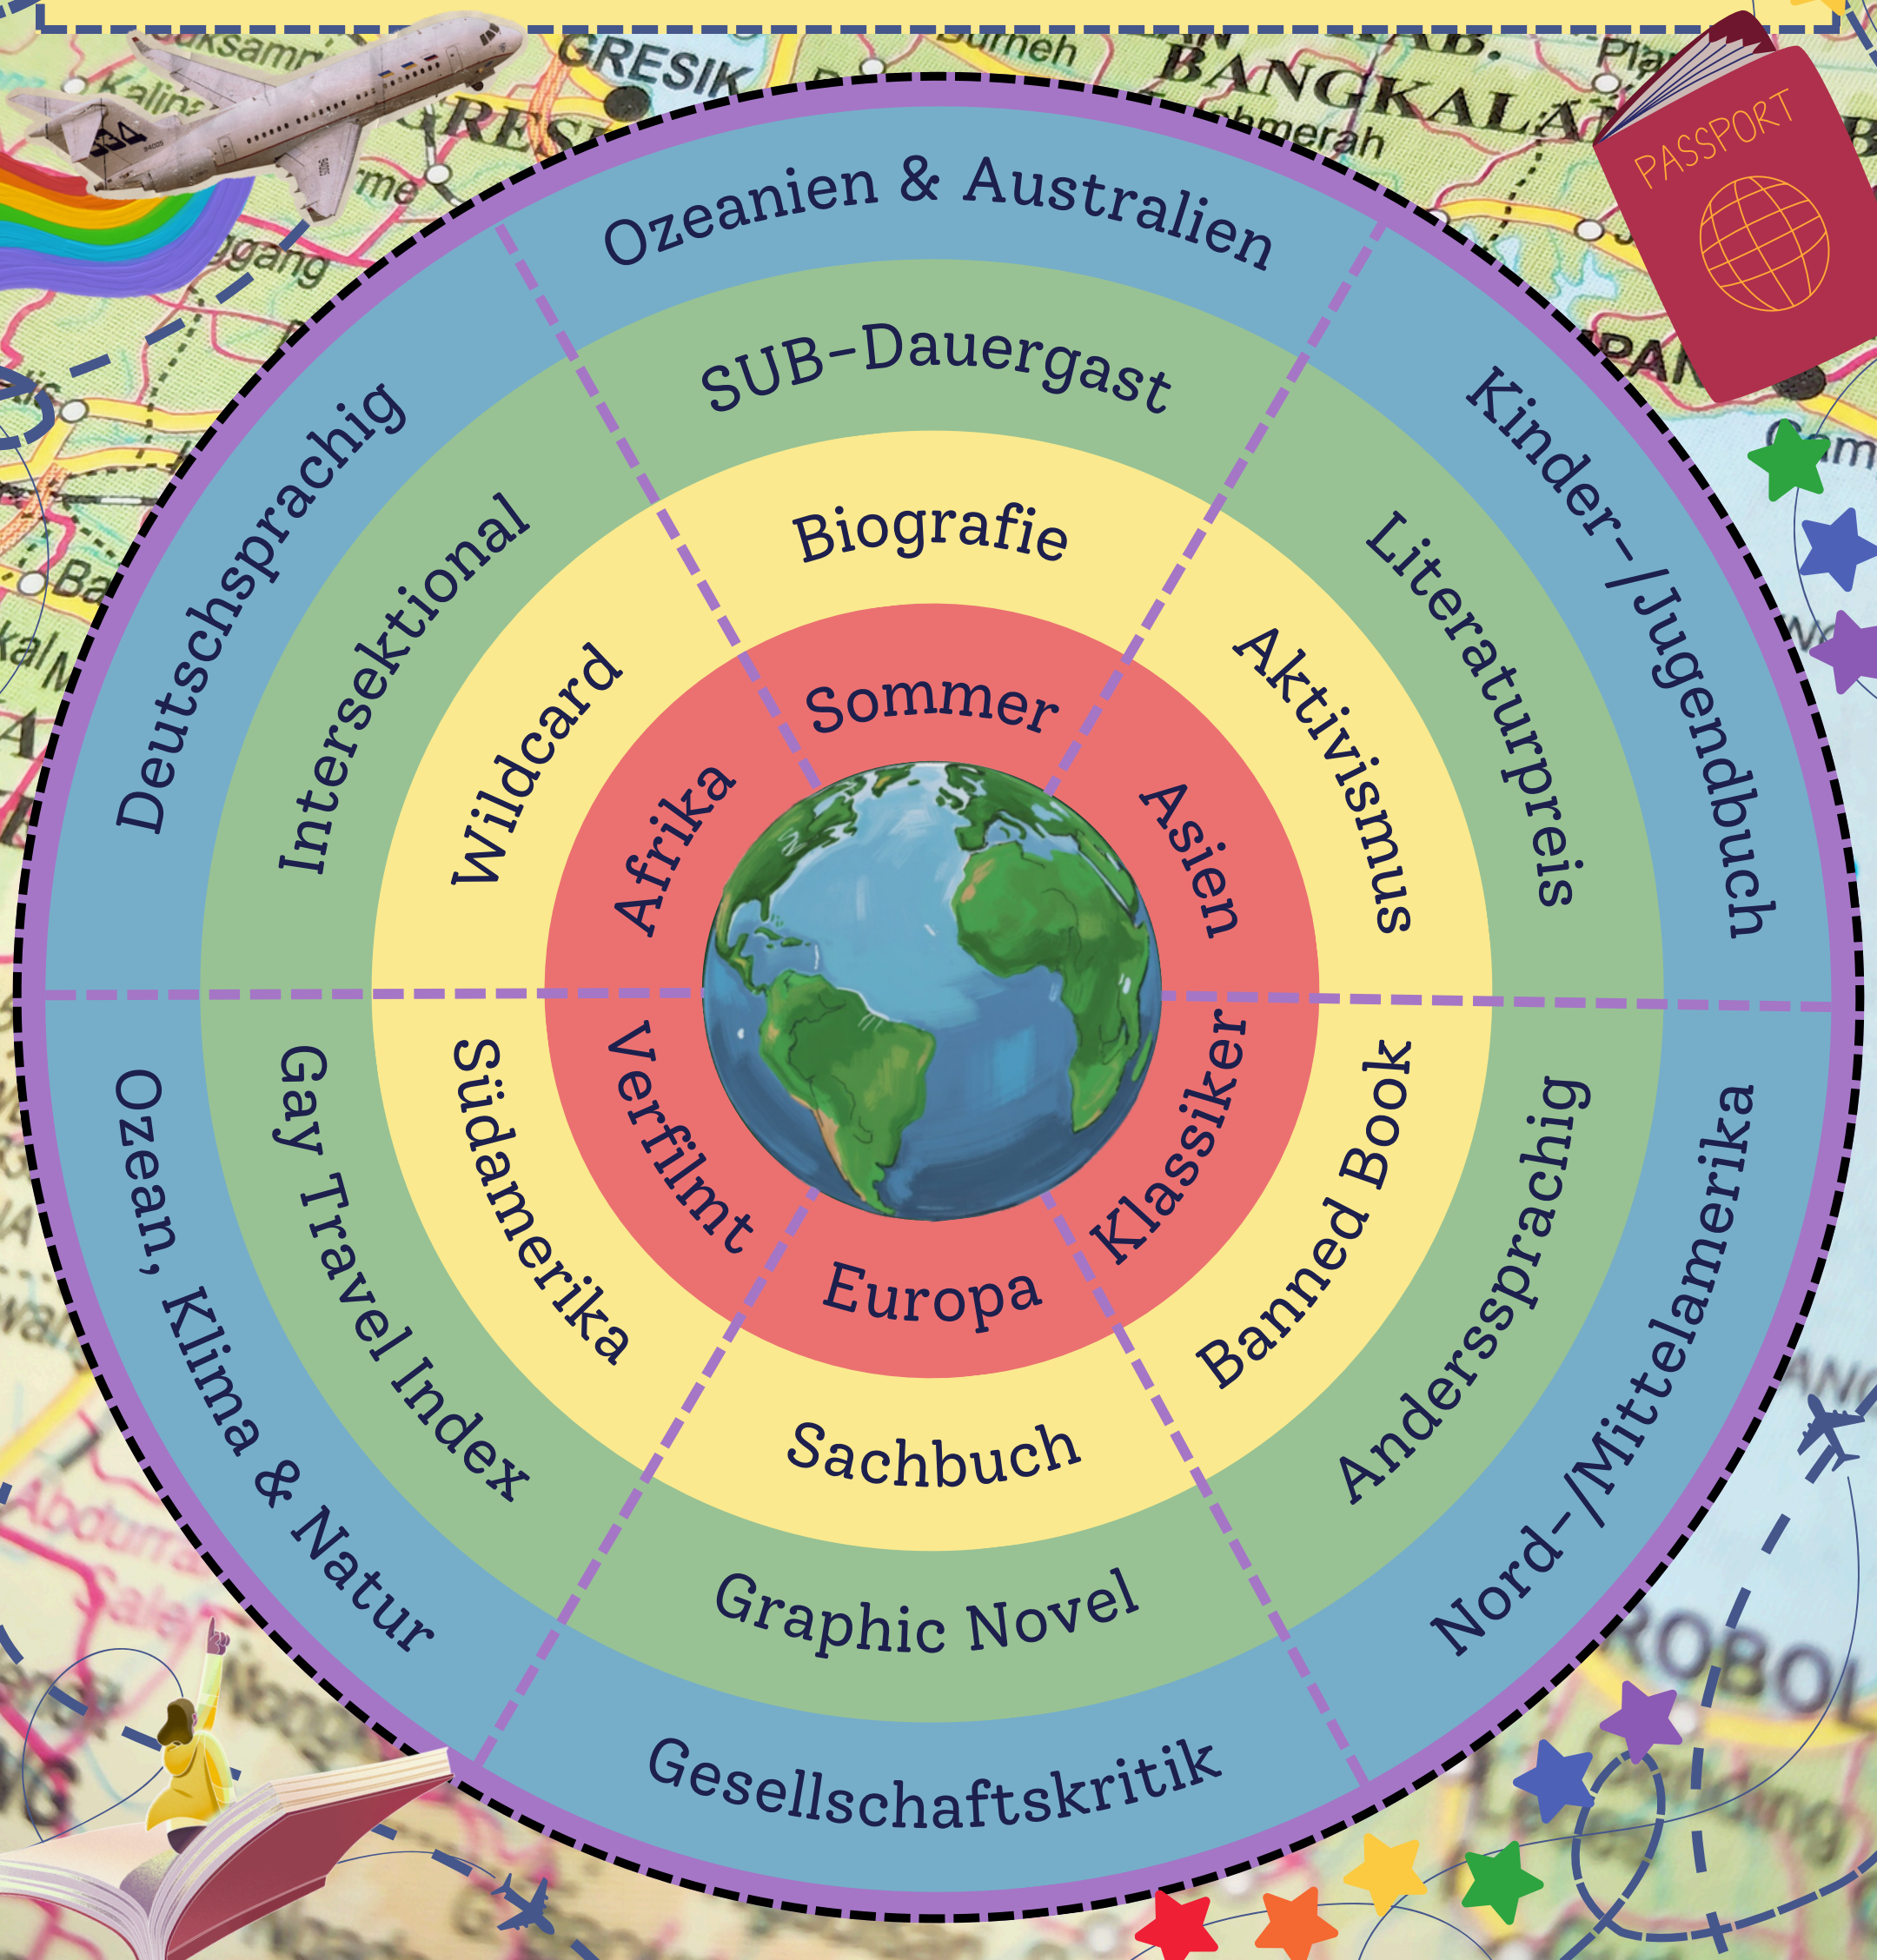 GRESIK
BANGKALAN
PASSPORT
Ozeanien & Australien
SUB-Dauergast
Biografie
Sommer
Kinder-/Jugendbuch
Literaturpreis
Aktivismus
Asien
Nord-/Mittelamerika
Anderssprachig
Banned Book
Klassiker
Gesellschaftskritik
Graphic Novel
Sachbuch
Europa
Ozean, Klima & Natur
Gay Travel Index
Südamerika
Verfilmt
Deutschsprachig
Intersektional
Wildcard
Afrika